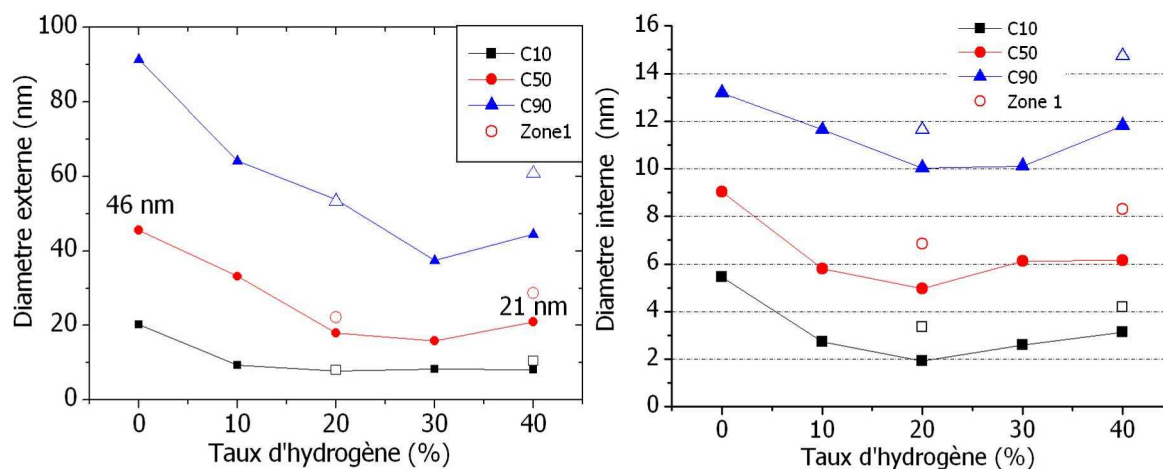 100
80
60
40
20
0
Diamètre externe (nm)
46 nm
21 nm
C10
C50
C90
Zone1
0 10 20 30 40
Taux d'hydrogène (%)
16
14
12
10
8
6
4
2
0
Diametre interne (nm)
C10
C50
C90
Zone 1
0 10 20 30 40
Taux d'hydrogène (%)